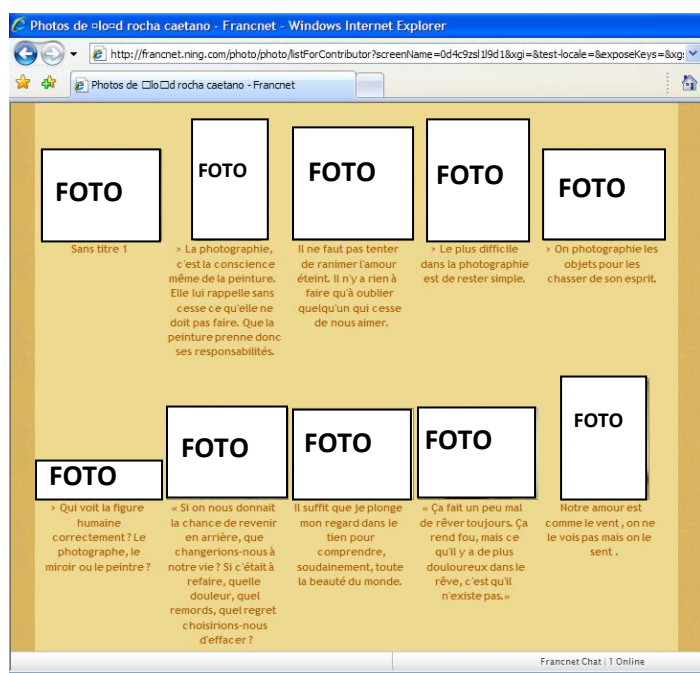 Photos de ¤lo¤d rocha caetano - Francnet - Windows Internet Explorer
http://francnet.ning.com/photo/photo/listForContributor?screenName=0d4c9zsl1l9d1&xgi=&test-locale=&exposeKeys=&xg
Photos de □lo□d rocha caetano - Francnet
FOTO
FOTO
FOTO
FOTO
FOTO
Sans titre 1
> La photographie,
c'est la conscience
même de la peinture.
Elle lui rappelle sans
cesse ce qu'elle ne
doit pas faire. Que la
peinture prenne donc
ses responsabilités.
Il ne faut pas tenter
de ranimer l'amour
éteint. Il n'y a rien à
faire qu'à oublier
quelqu'un qui cesse
de nous aimer.
> Le plus difficile
dans la photographie
est de rester simple.
> On photographie les
objets pour les
chasser de son esprit.
FOTO
FOTO
FOTO
FOTO
FOTO
> Qui voit la figure
humaine
correctement ? Le
photographe, le
miroir ou le peintre ?
« Si on nous donnait
la chance de revenir
en arrière, que
changerions-nous à
notre vie ? Si c'était à
refaire, quelle
douleur, quel
remords, quel regret
choisirions-nous
d'effacer ?
Il suffit que je plonge
mon regard dans le
tien pour
comprendre,
soudainement, toute
la beauté du monde.
« Ça fait un peu mal
de rêver toujours. Ça
rend fou, mais ce
qu'il y a de plus
douloureux dans le
rêve, c'est qu'il
n'existe pas.»
Notre amour est
comme le vent , on ne
le vois pas mais on le
sent .
Francnet Chat | 1 Online